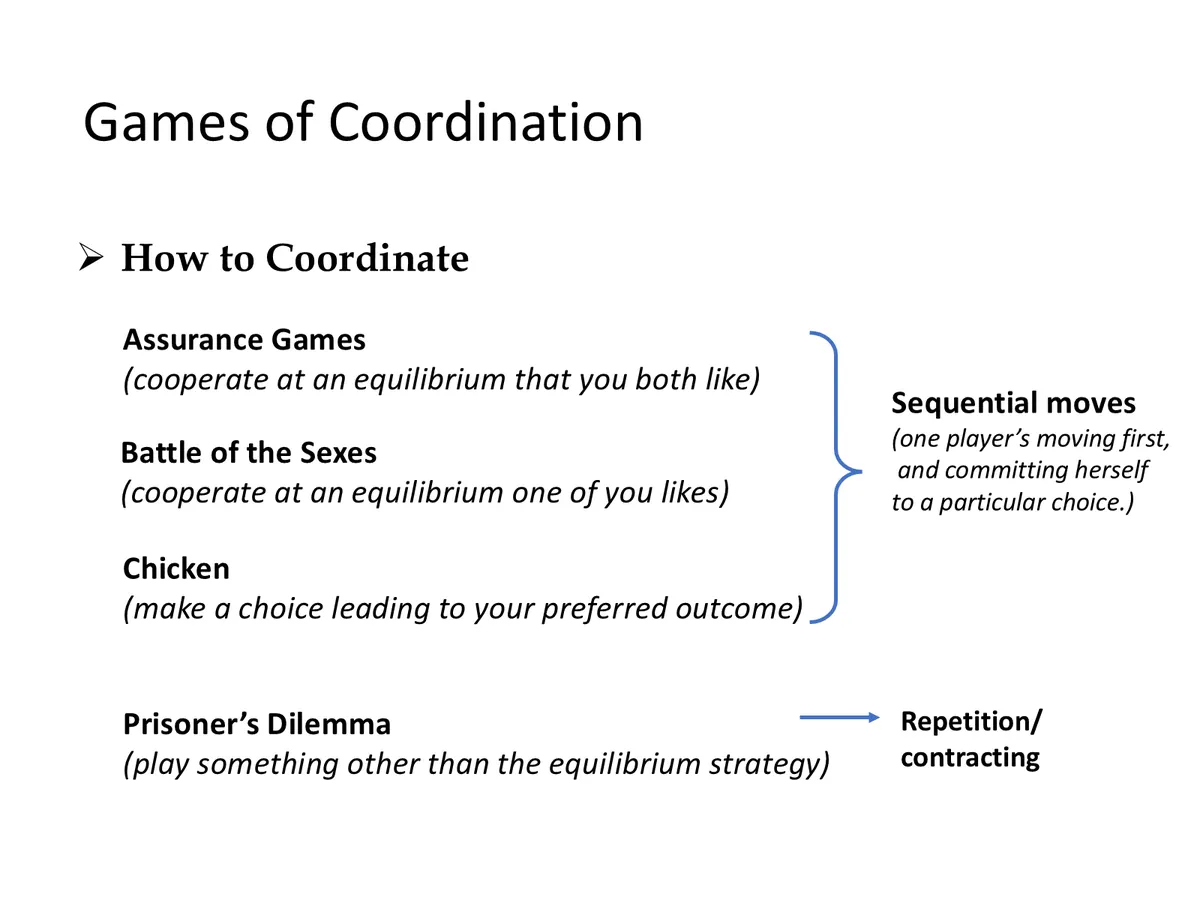 Games of Coordination
➢ How to Coordinate
Assurance Games
(cooperate at an equilibrium that you both like)
Battle of the Sexes
(cooperate at an equilibrium one of you likes)
Chicken
(make a choice leading to your preferred outcome)
Sequential moves
(one player’s moving first,
and committing herself
to a particular choice.)
Prisoner’s Dilemma
(play something other than the equilibrium strategy)
Repetition/
contracting